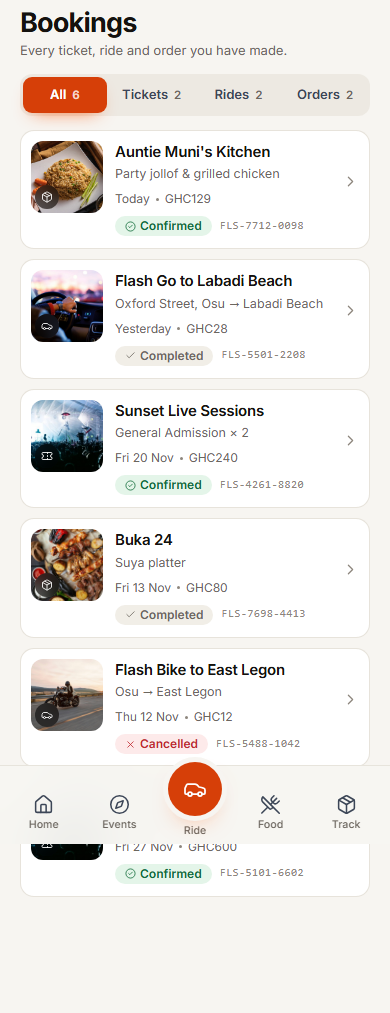 Bookings
Every ticket, ride and order you have made.
All 6 Tickets 2 Rides 2 Orders 2
Auntie Muni's Kitchen
Party jollof & grilled chicken
Today • GHC129
Confirmed FLS-7712-0098
Flash Go to Labadi Beach
Oxford Street, Osu → Labadi Beach
Yesterday • GHC28
Completed FLS-5501-2208
Sunset Live Sessions
General Admission × 2
Fri 20 Nov • GHC240
Confirmed FLS-4261-8820
Buka 24
Suya platter
Fri 13 Nov • GHC80
Completed FLS-7698-4413
Flash Bike to East Legon
Osu → East Legon
Thu 12 Nov • GHC12
Cancelled FLS-5488-1042
Home Events Ride Food Track
Fri 27 Nov • GHC600
Confirmed FLS-5101-6602